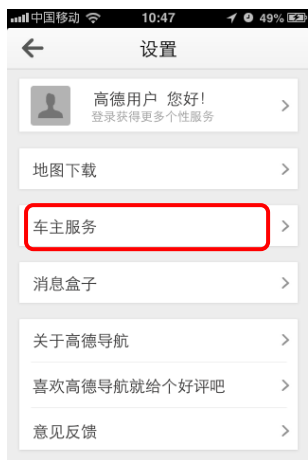 中国移动 10:47 49%
设置
高德用户 您好!
登录获得更多个性服务
地图下载
车主服务
消息盒子
关于高德导航
喜欢高德导航就给个好评吧
意见反馈